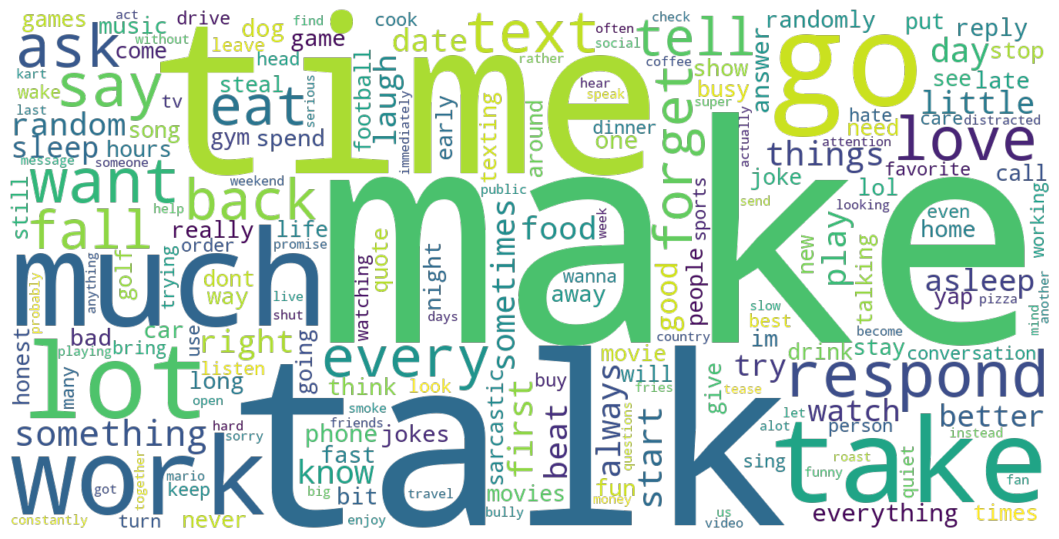 games
act
drive
find
often
text
tell
randomly
put
reply
ask
kart
music
come
without
leave
dog
game
cook
date
social
check
day
stop
say
time
head
football
laugh
rather
coffee
show
busy
answer
go
see
late
wake
tv
steal
eat
serious
immediately
early
texting
hear
speak
super
actually
hate
need
care
distracted
little
last
random
song
gym
spend
around
dinner
one
forget
attention
things
love
message
someone
sleep
hours
weekend
favorite
call
still
want
back
public
joke
lol
looking
working
help
really
life
make
food
week
sports
send
play
even
home
fall
order
promise
watching
quote
night
sometimes
wanna
away
good
people
new
talking
asleep
yap
pizza
probably
anything
golf
trying
dont
way
live
shut
days
slow
best
become
im
mind
another
much
bad
car
use
right
going
country
stay
conversation
honest
playing
bring
listen
every
movie
drink
many
lot
long
open
think
look
buy
will
fries
give
tease
try
let
alot
respond
hard
sorry
smoke
friends
phone
jokes
sarcastic
first
beat
always
questions
start
watch
person
better
instead
something
fast
know
fun
sing
roast
funny
quiet
fan
work
together
mario
keep
big
bit
travel
talk
movies
money
us
video
take
constantly
turn
got
never
enjoy
bully
everything
times